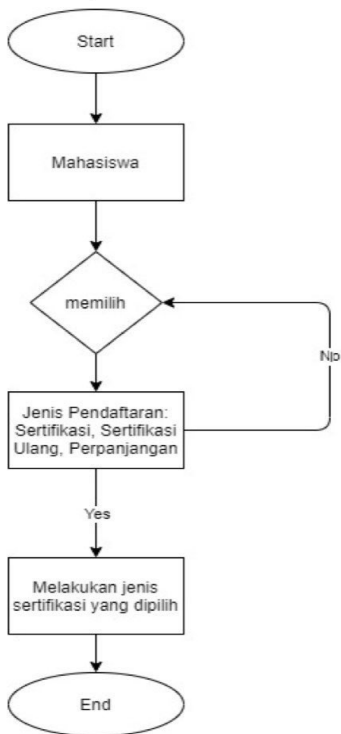 Start
Mahasiswa
memilih
No
Jenis Pendaftaran:
Sertifikasi, Sertifikasi
Ulang, Perpanjangan
Yes
Melakukan jenis
sertifikasi yang dipilih
End